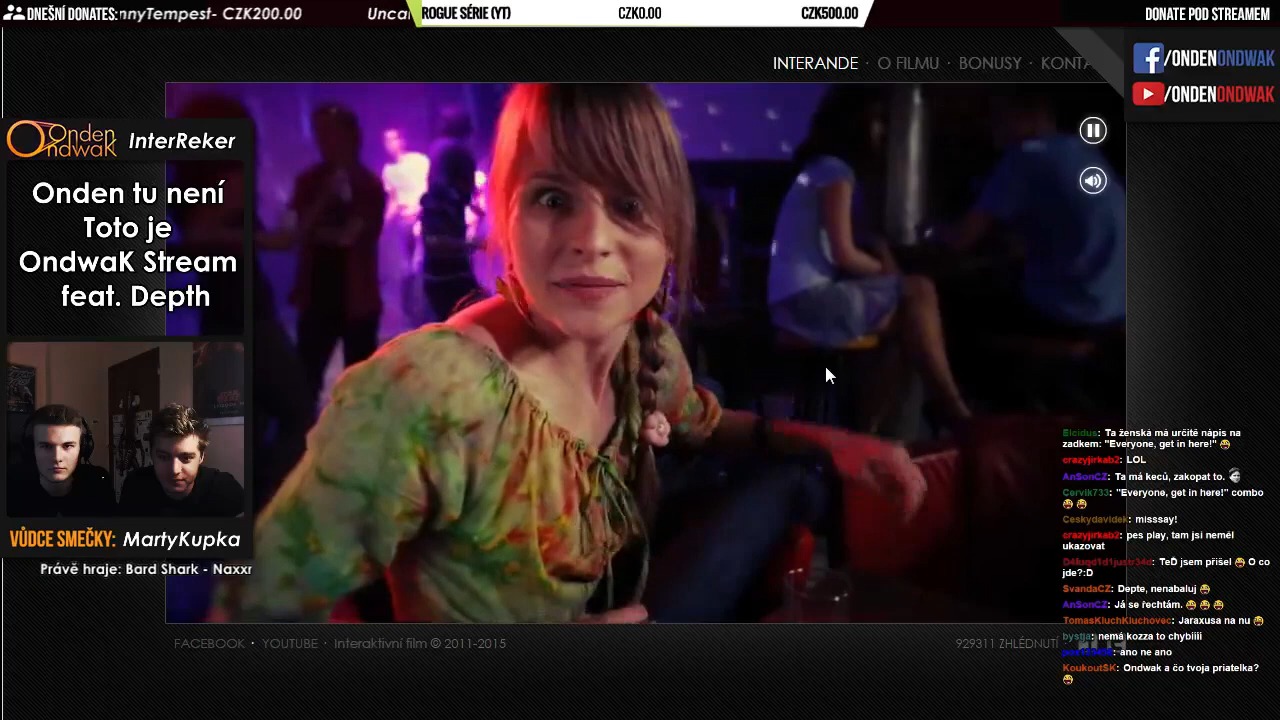 DNEŠNÍ DONATES:
nnyTempest- CZK200.00
Uncal
ROGUE SÉRIE (YT)
CZK0.00
CZK500.00
DONATE POD STREAMEM
INTERANDE · O FILMU · BONUSY · KONTA
/ONDENONDWAK
/ONDENONDWAK
Onden
OndwaK
InterReker
Onden tu není
Toto je
OndwaK Stream
feat. Depth
VŮDCE SMEČKY: MartyKupka
Právě hraje: Bard Shark - Naxxr
Elcidus: Ta ženská má určitě nápis na
zadkem: "Everyone, get in here!"
crazyjirkab2: LOL
AnSonCZ: Ta má keců, zakopat to.
Cervik733: "Everyone, get in here!" combo
Ceskydavidek: misssay!
crazyjirkab2: pes play, tam jsi neměl
ukazovat
TeĎ jsem přišel O co
jde?:D
SvandaCZ: Depte, nenabaluj
AnSonCZ: Já se řechtám.
TomasKluchKluchovec: Jaraxusa na nu
bystja: nemá kozza to chybiiii
ano ne ano
KoukoutSK: Ondwak a čo tvoja priatelka?
FACEBOOK · YOUTUBE · Interaktivní film © 2011-2015
929311 ZHLÉDNUTÍ